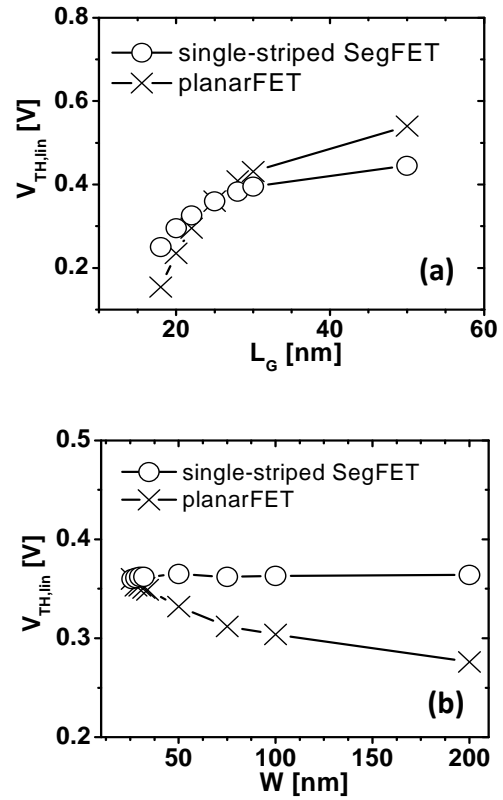 0.8
0.6
0.4
0.2
V_TH,lin [V]
single-striped SegFET
planarFET
(a)
20
40
60
L_G [nm]
0.5
0.4
0.3
0.2
V_TH,lin [V]
single-striped SegFET
planarFET
(b)
50
100
150
200
W [nm]